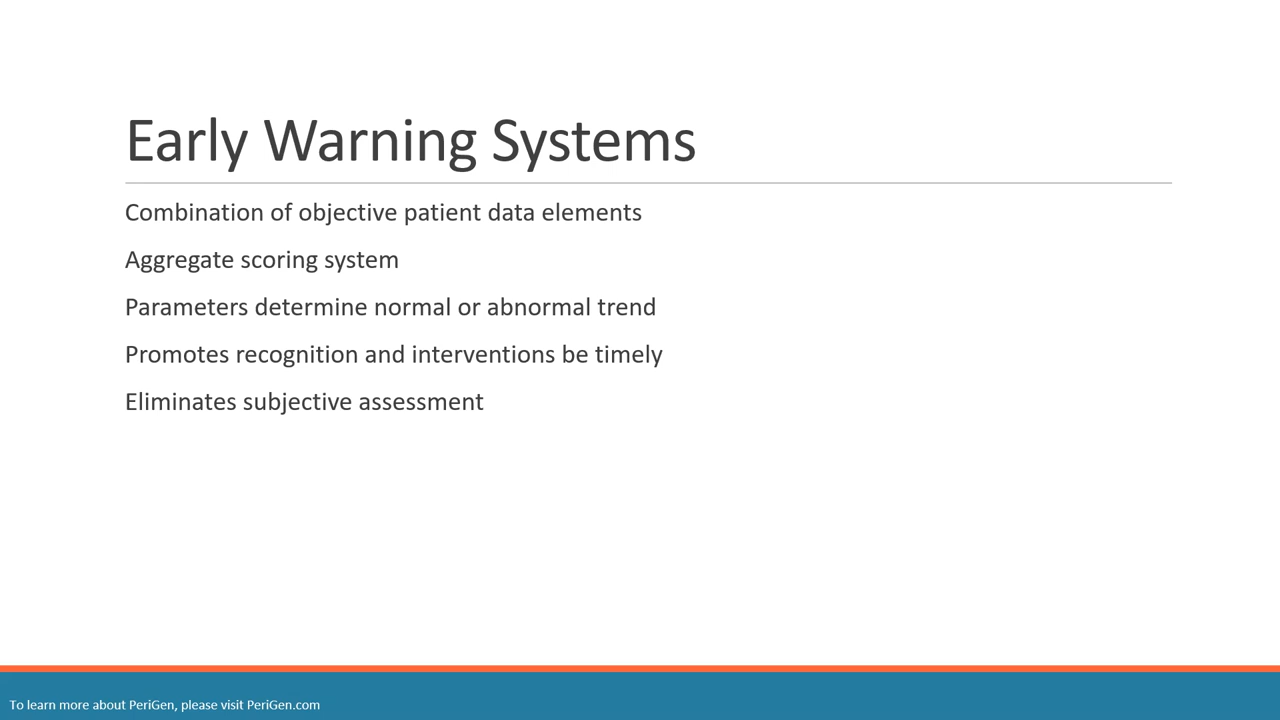 Early Warning Systems
Combination of objective patient data elements
Aggregate scoring system
Parameters determine normal or abnormal trend
Promotes recognition and interventions be timely
Eliminates subjective assessment
To learn more about PeriGen, please visit PeriGen.com